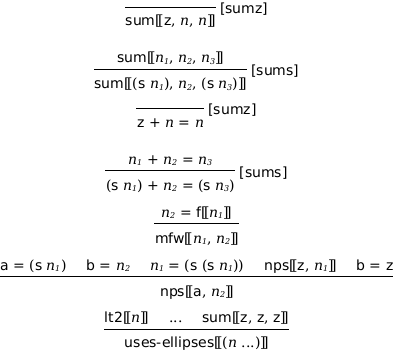 [sumz]
sum⟦z, n, n⟧
sum⟦n₁, n₂, n₃⟧
[sums]
sum⟦(s n₁), n₂, (s n₃)⟧
[sumz]
z + n = n
n₁ + n₂ = n₃
[sums]
(s n₁) + n₂ = (s n₃)
n₂ = f⟦n₁⟧
mfw⟦n₁, n₂⟧
a = (s n₁) b = n₂ n₁ = (s (s n₁)) nps⟦z, n₁⟧ b = z
nps⟦a, n₂⟧
lt2⟦n⟧ ... sum⟦z, z, z⟧
uses-ellipses⟦(n ...)⟧